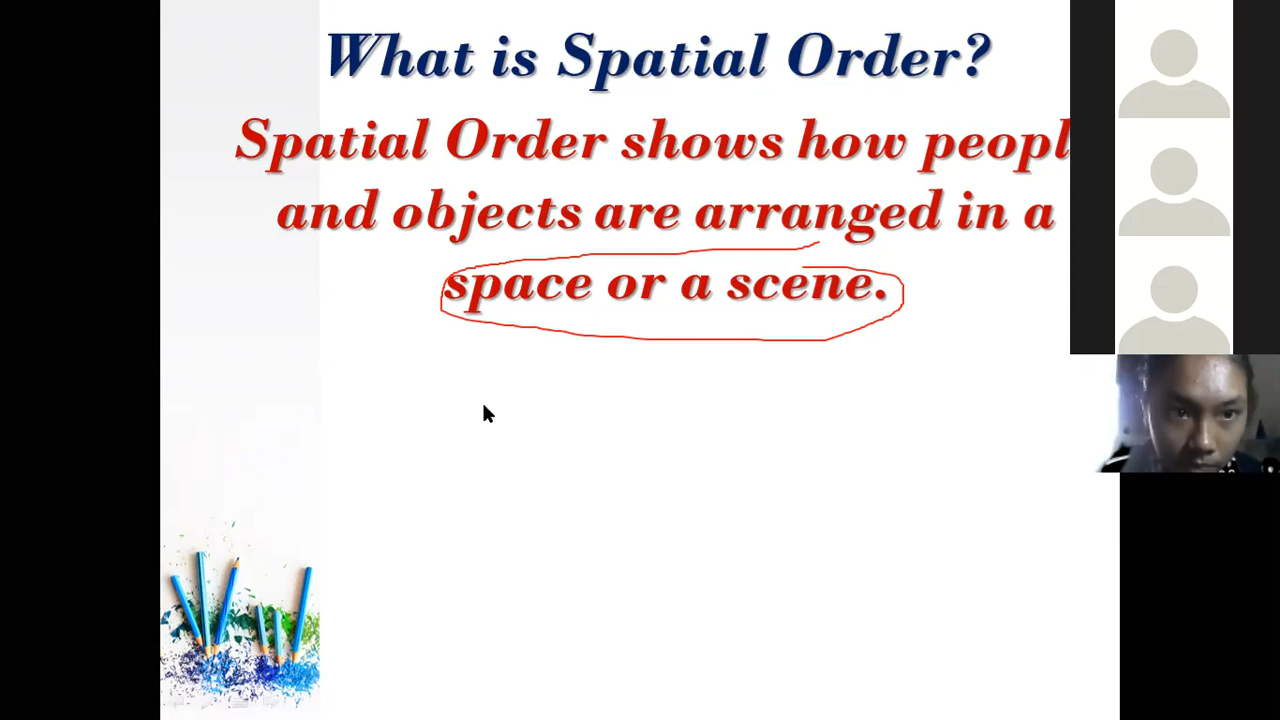 What is Spatial Order?
Spatial Order shows how peopl
and objects are arranged in a
space or a scene.